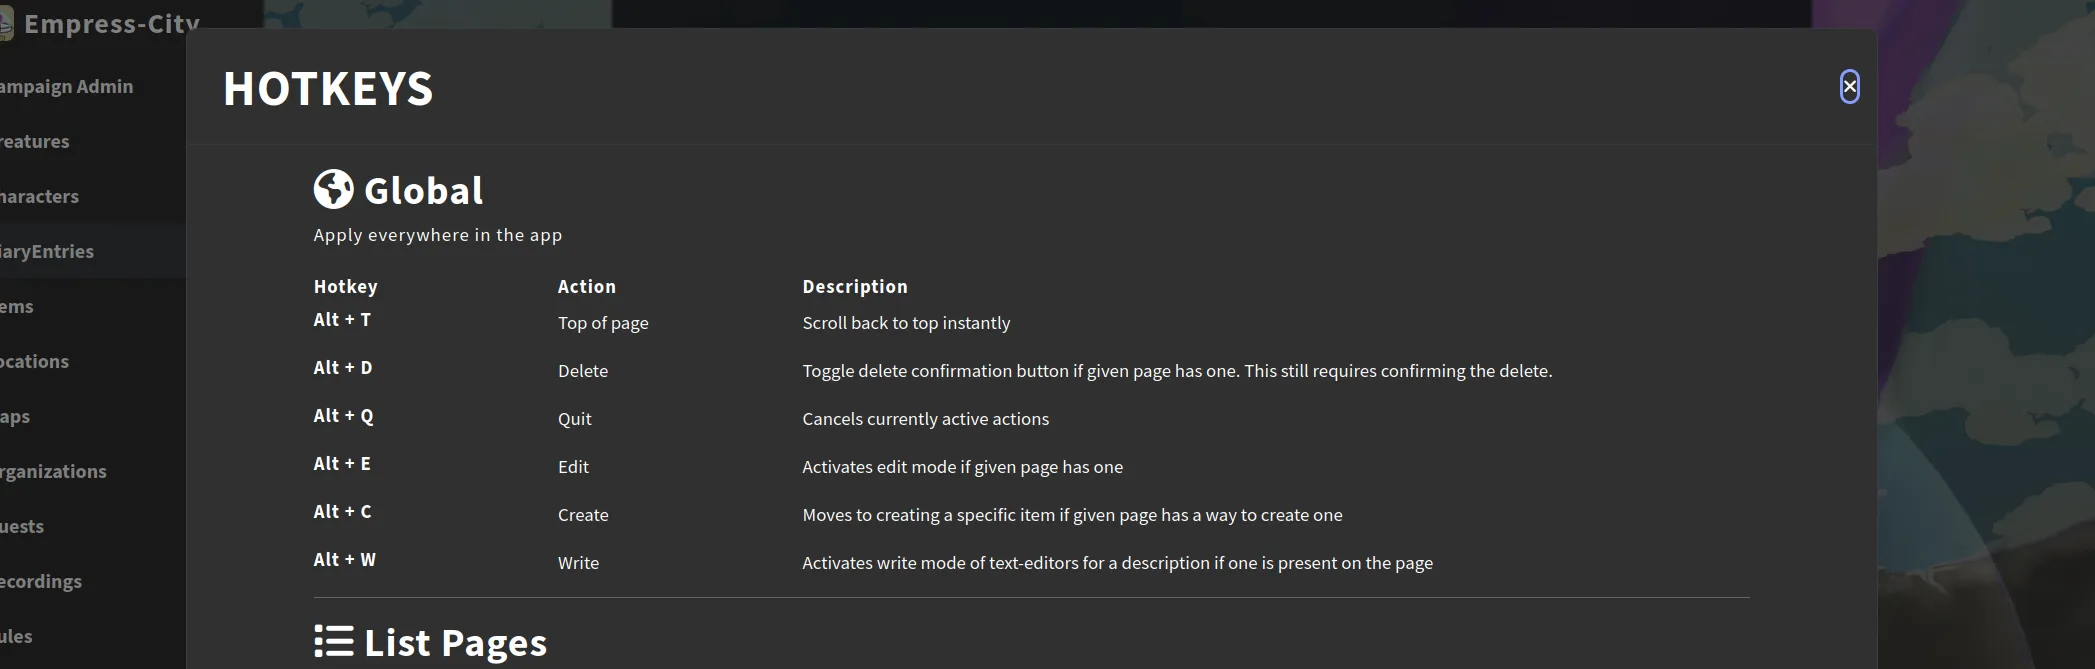 Empress-City
ampaign Admin
reatures
haracters
iaryEntries
ems
ocations
aps
rganizations
uests
ecordings
ules
HOTKEYS
Global
Apply everywhere in the app
Hotkey Action Description
Alt + T Top of page Scroll back to top instantly
Alt + D Delete Toggle delete confirmation button if given page has one. This still requires confirming the delete.
Alt + Q Quit Cancels currently active actions
Alt + E Edit Activates edit mode if given page has one
Alt + C Create Moves to creating a specific item if given page has a way to create one
Alt + W Write Activates write mode of text-editors for a description if one is present on the page
List Pages